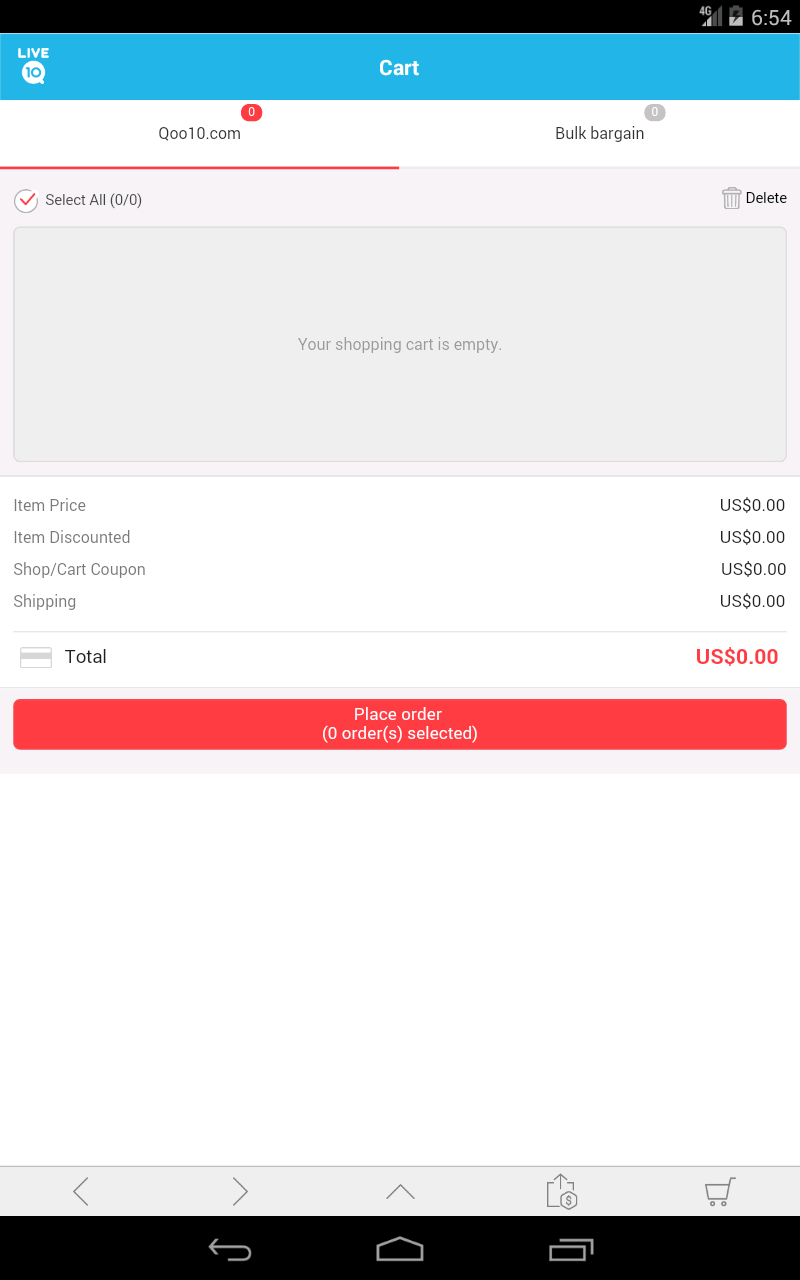 4G 6:54
LIVE
10
Cart
0
Qoo10.com
0
Bulk bargain
Select All (0/0)
Delete
Your shopping cart is empty.
Item Price US$0.00
Item Discounted US$0.00
Shop/Cart Coupon US$0.00
Shipping US$0.00
Total US$0.00
Place order
(0 order(s) selected)
$